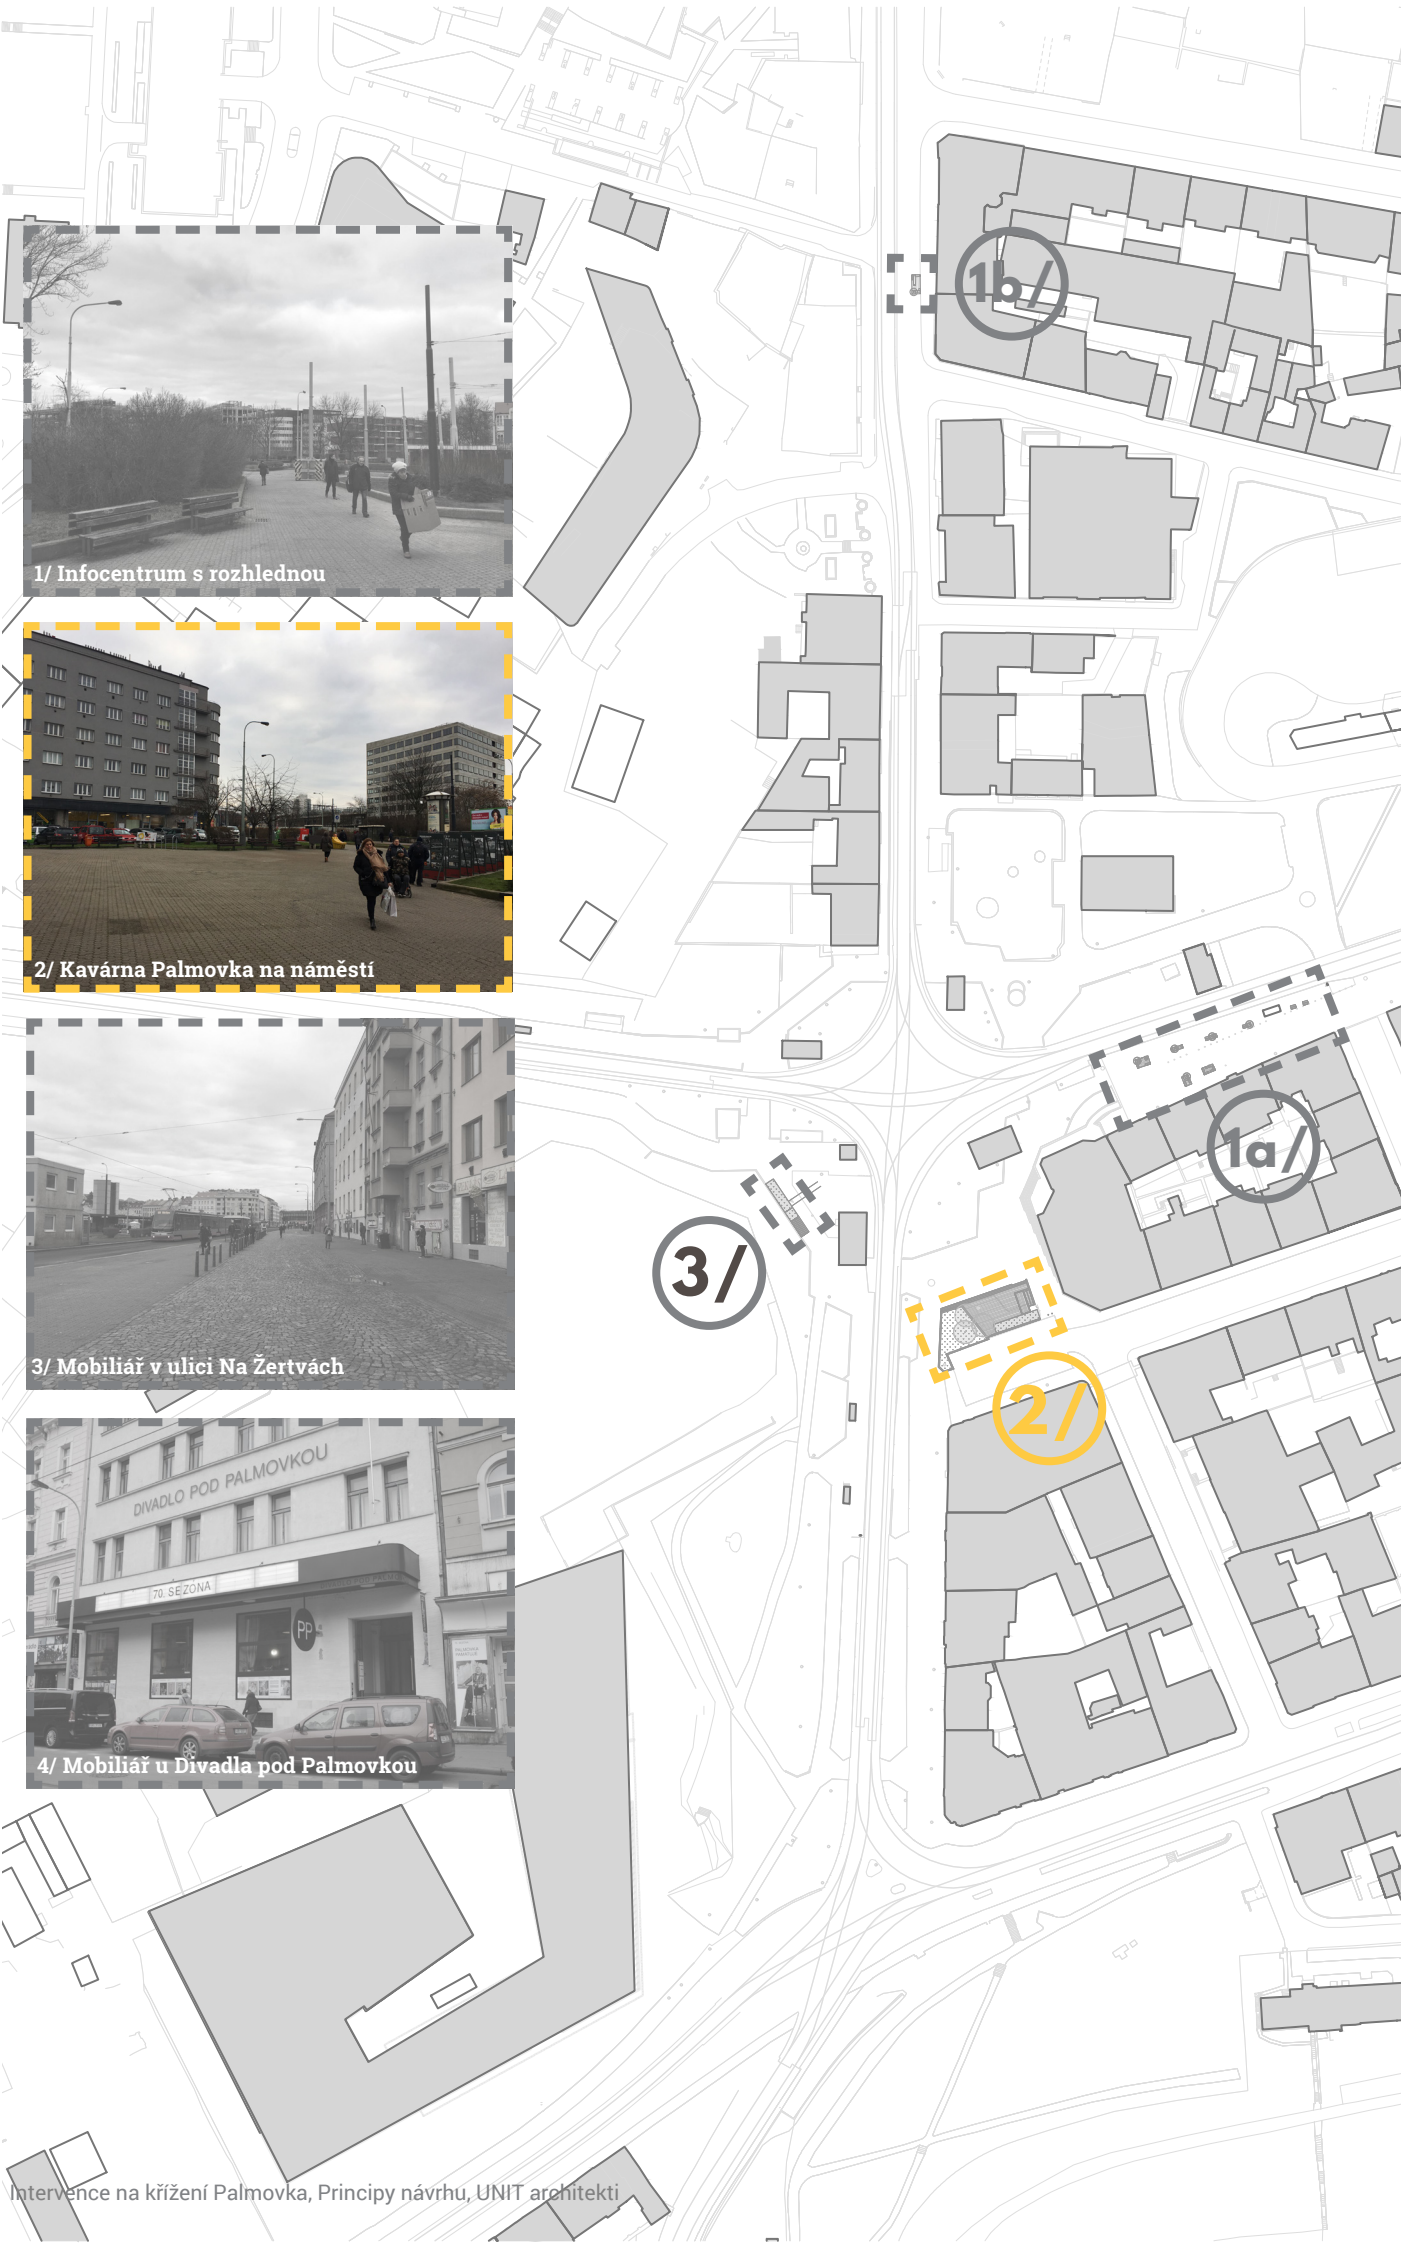 1b/
1/ Infocentrum s rozhlednou
2/ Kavárna Palmovka na náměstí
1a/
3/
3/ Mobiliář v ulici Na Žertvách
2/
DIVADLO POD PALMOVKOU
70. SEZÓNA
PP
4/ Mobiliář u Divadla pod Palmovkou
Intervence na křížení Palmovka, Principy návrhu, UNIT architekti